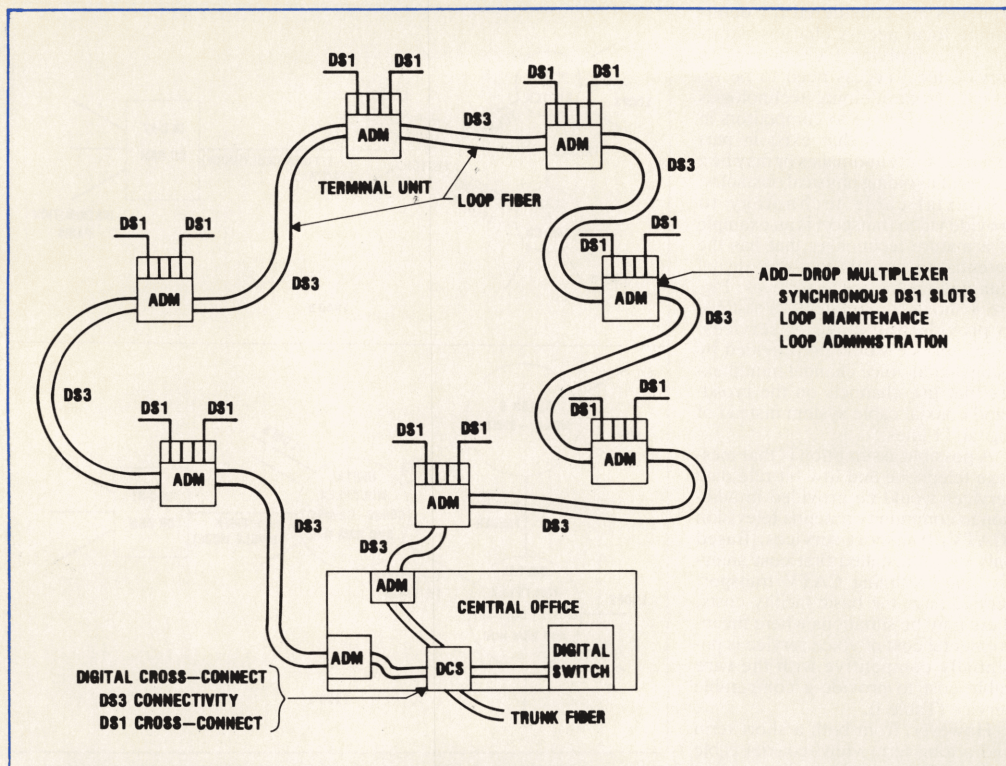 DS1 DS1
DS1 DS1
ADM
DS3
ADM
DS3
TERMINAL UNIT
LOOP FIBER
DS1 DS1
DS1 DS1
ADM
DS3
ADM
ADD-DROP MULTIPLEXER
SYNCHRONOUS DS1 SLOTS
LOOP MAINTENANCE
LOOP ADMINISTRATION
DS3
DS3
DS1 DS1
DS1 DS1
ADM
DS1 DS1
ADM
ADM
DS3
DS3
DS3
ADM
CENTRAL OFFICE
ADM
DCS
DIGITAL
SWITCH
DIGITAL CROSS-CONNECT
DS3 CONNECTIVITY
DS1 CROSS-CONNECT
TRUNK FIBER